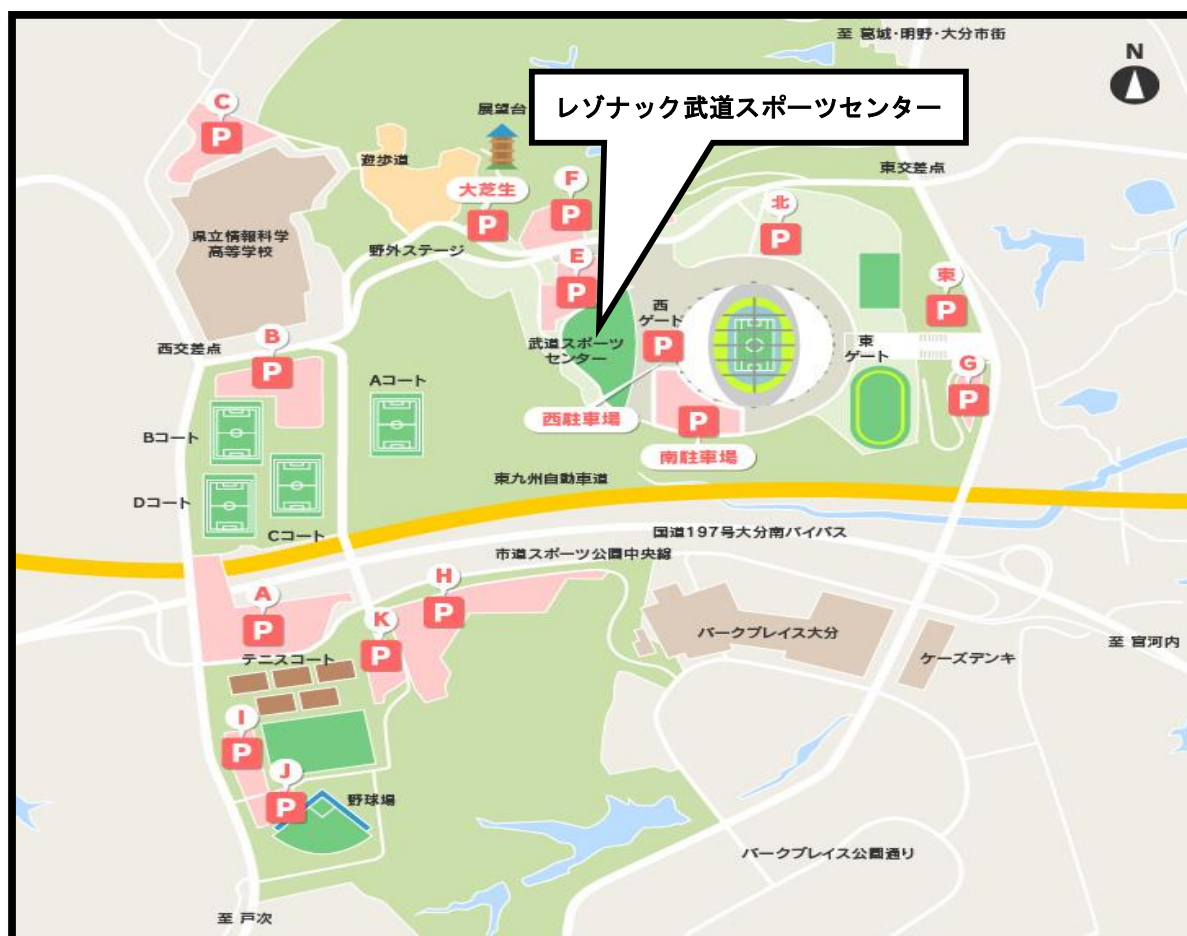 至 葛城・明野・大分市街
N
レゾナック武道スポーツセンター
C
P
展望台
遊歩道
東交差点
大芝生
P
F
P
北
P
県立情報科学
高等学校
野外ステージ
E
P
東
P
西
ゲート
P
西交差点
B
P
武道スポーツ
センター
東
ゲート
G
P
Aコート
西駐車場
P
南駐車場
Bコート
東九州自動車道
Dコート
Cコート
国道197号大分南バイパス
市道スポーツ公園中央線
H
P
A
P
K
P
パークプレイス大分
至 宮河内
テニスコート
ケーズデンキ
I
P
J
P
野球場
パークプレイス公園通り
至 戸次